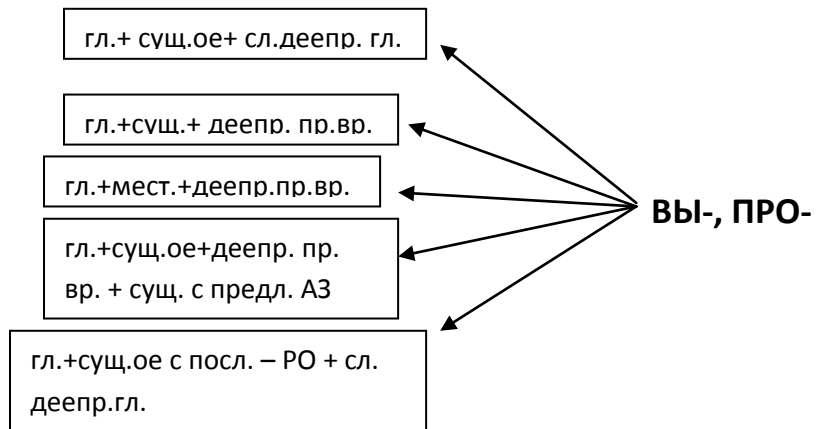 гл.+ сущ.ое+ сл.деепр. гл.
гл.+сущ.+ деепр. пр.вр.
гл.+мест.+деепр.пр.вр.
ВЫ-, ПРО-
гл.+сущ.ое+деепр. пр.
вр. + сущ. с предл. АЗ
гл.+сущ.ое с посл. – РО + сл.
деепр.гл.